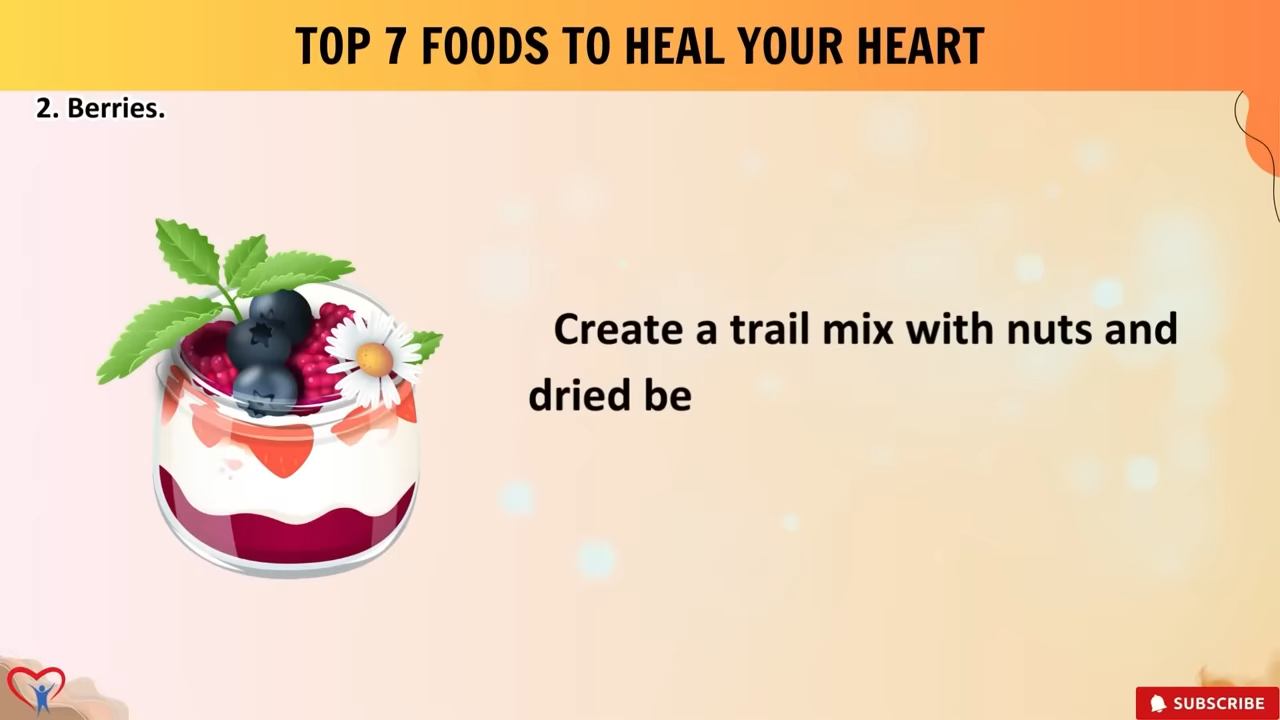 TOP 7 FOODS TO HEAL YOUR HEART
2. Berries.
Create a trail mix with nuts and
dried be
SUBSCRIBE